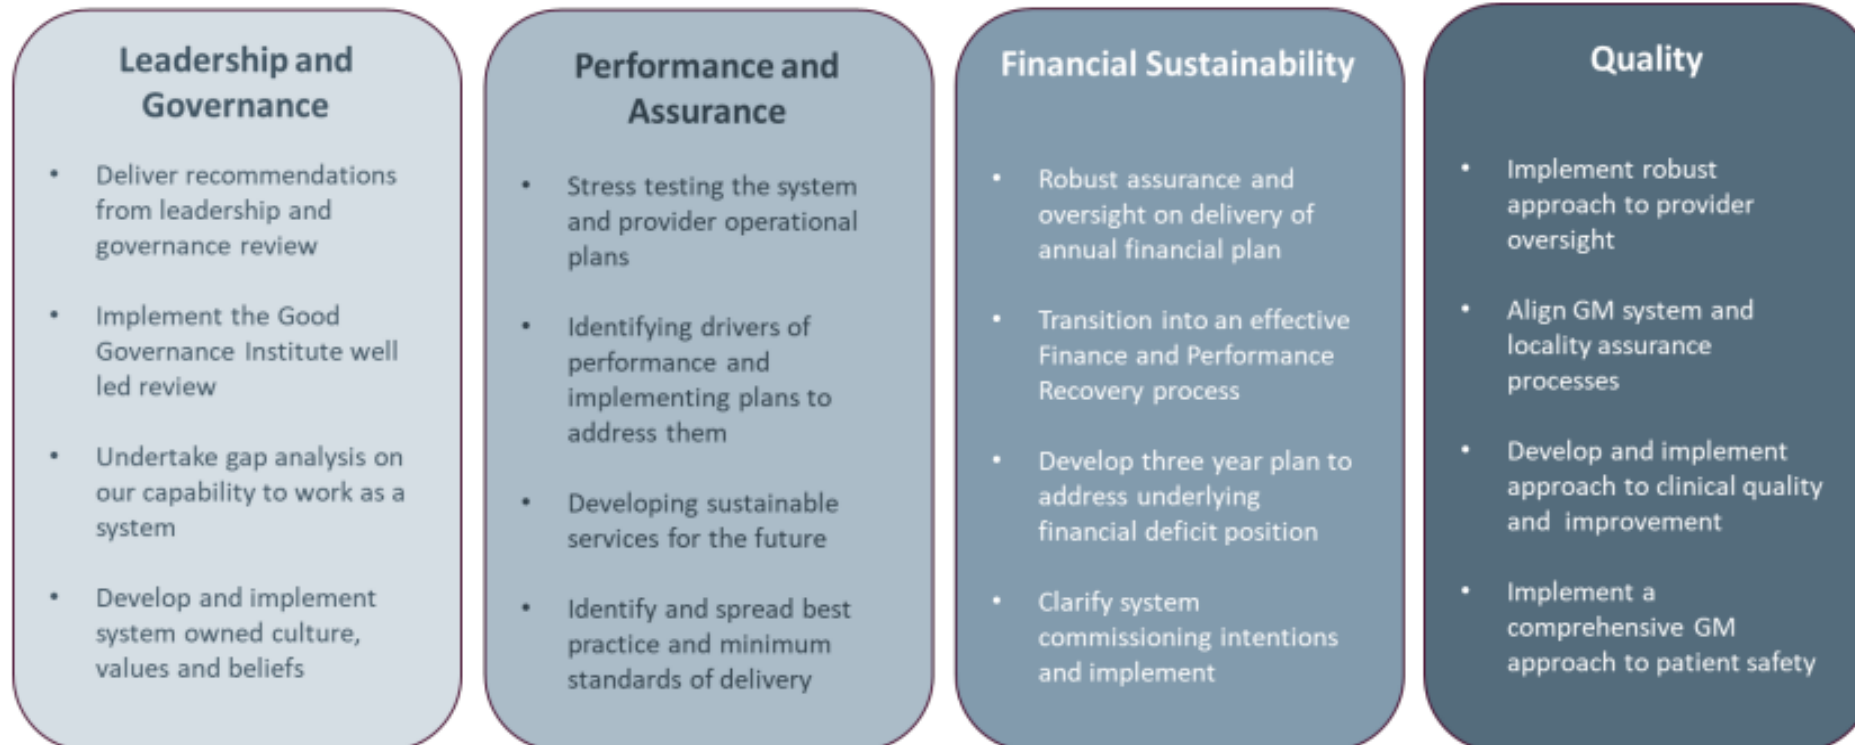 Leadership and
Governance
• Deliver recommendations
from leadership and
governance review
• Implement the Good
Governance Institute well
led review
• Undertake gap analysis on
our capability to work as a
system
• Develop and implement
system owned culture,
values and beliefs
Performance and
Assurance
• Stress testing the system
and provider operational
plans
• Identifying drivers of
performance and
implementing plans to
address them
• Developing sustainable
services for the future
• Identify and spread best
practice and minimum
standards of delivery
Financial Sustainability
• Robust assurance and
oversight on delivery of
annual financial plan
• Transition into an effective
Finance and Performance
Recovery process
• Develop three year plan to
address underlying
financial deficit position
• Clarify system
commissioning intentions
and implement
Quality
• Implement robust
approach to provider
oversight
• Align GM system and
locality assurance
processes
• Develop and implement
approach to clinical quality
and improvement
• Implement a
comprehensive GM
approach to patient safety